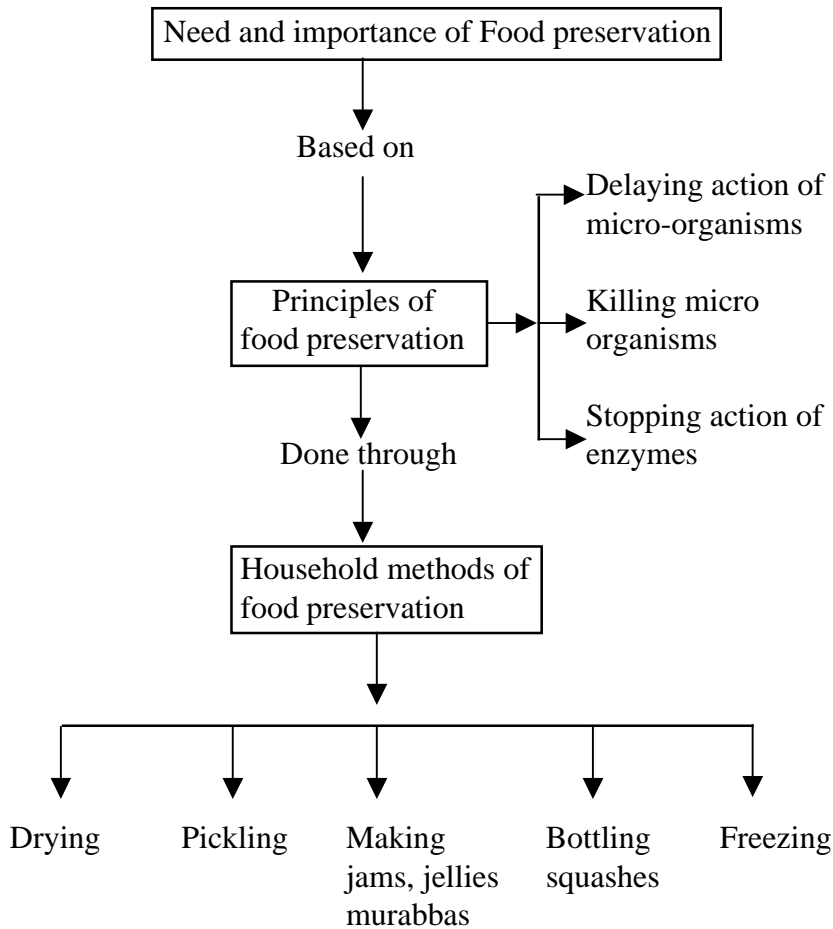 Need and importance of Food preservation
Based on
Delaying action of
micro-organisms
Principles of
food preservation
Killing micro
organisms
Stopping action of
enzymes
Done through
Household methods of
food preservation
Drying
Pickling
Making
jams, jellies
murabbas
Bottling
squashes
Freezing